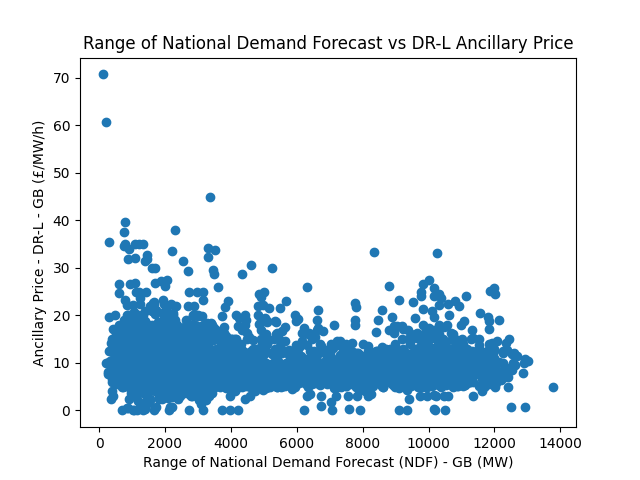 Range of National Demand Forecast vs DR-L Ancillary Price
70
60
50
40
30
20
10
0
Ancillary Price - DR-L - GB (£/MW/h)
0 2000 4000 6000 8000 10000 12000 14000
Range of National Demand Forecast (NDF) - GB (MW)